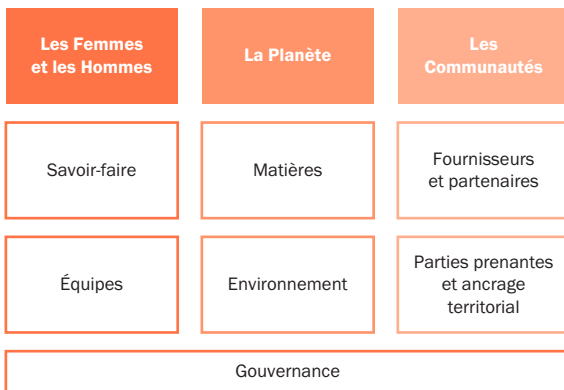 Les Femmes
et les Hommes
La Planète
Les
Communautés
Savoir-faire
Matières
Fournisseurs
et partenaires
Équipes
Environnement
Parties prenantes
et ancrage
territorial
Gouvernance